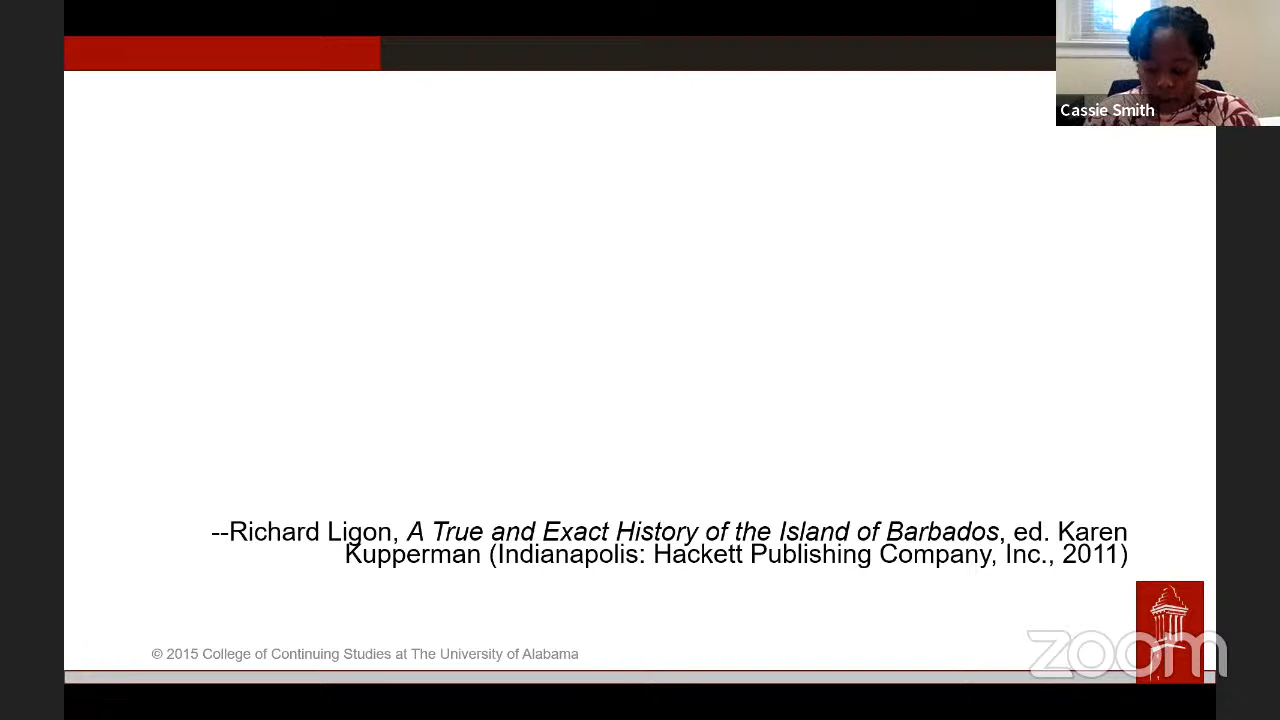 Cassie Smith
--Richard Ligon, A True and Exact History of the Island of Barbados, ed. Karen
Kupperman (Indianapolis: Hackett Publishing Company, Inc., 2011)
© 2015 College of Continuing Studies at The University of Alabama
zoom